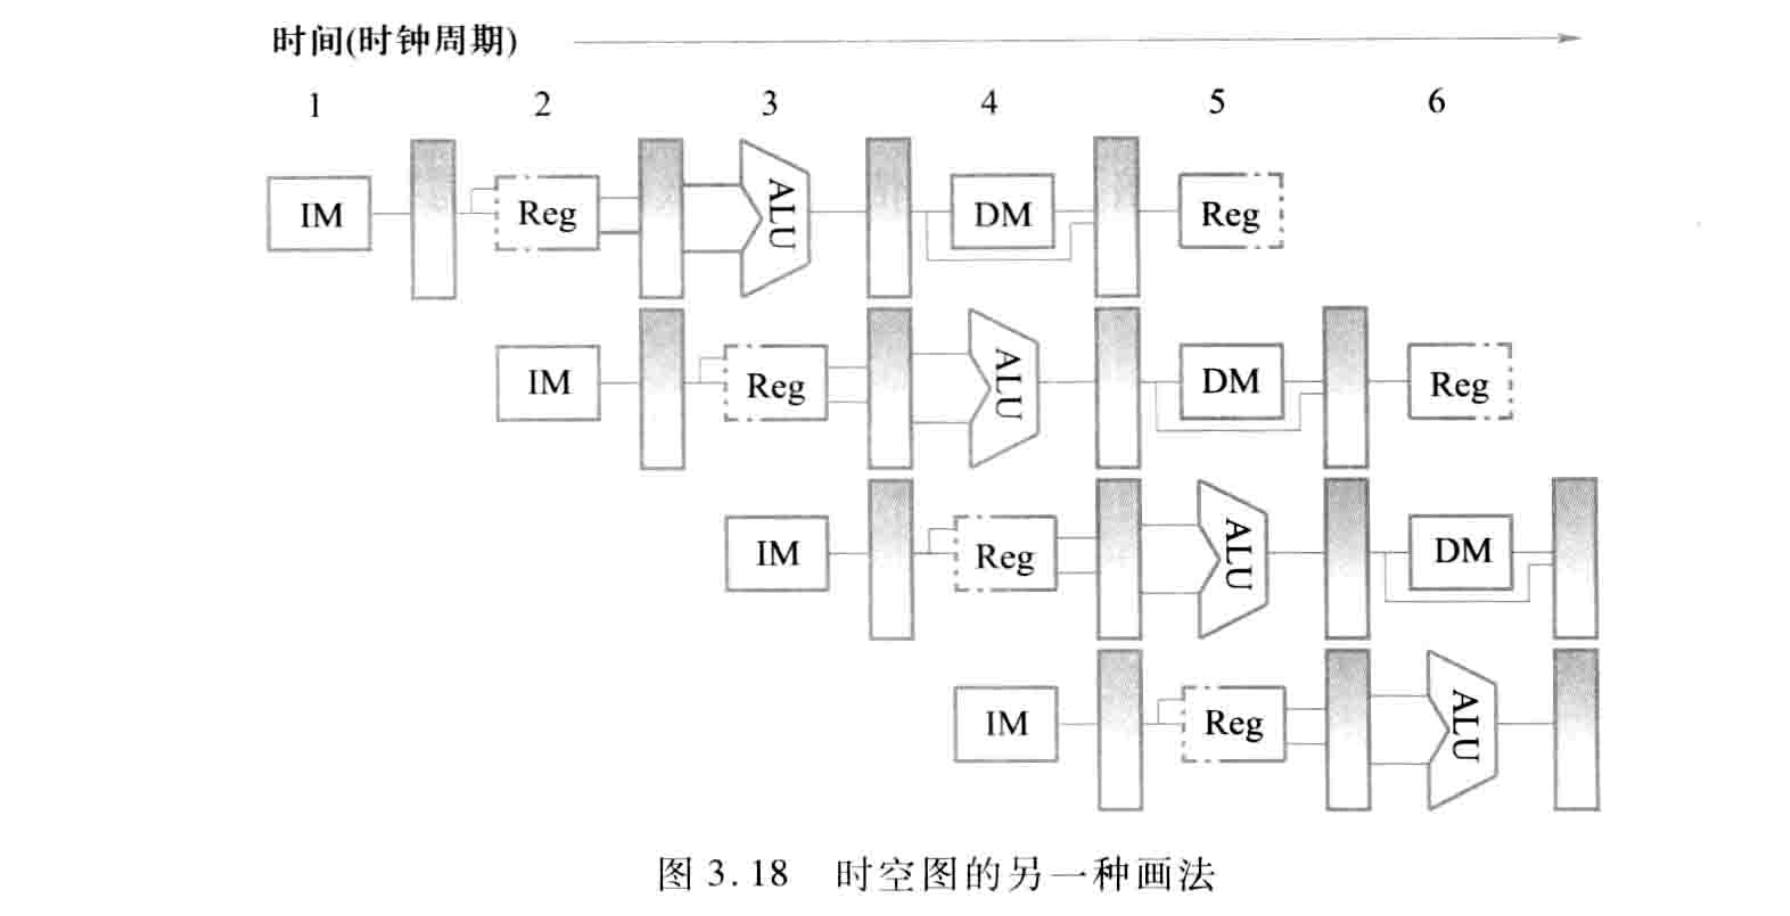 时间(时钟周期)
1 2 3 4 5 6
IM Reg ALU DM Reg
IM Reg ALU DM Reg
IM Reg ALU DM
IM Reg ALU
图 3.18 时空图的另一种画法